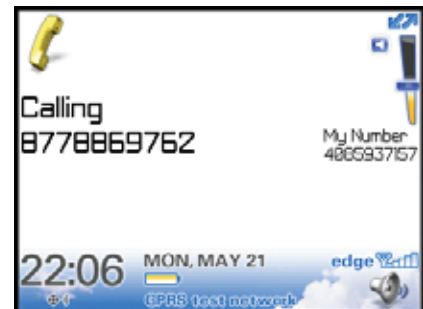 Calling
8778869762
My Number
4085937157
22:06 MON, MAY 21 edge
GPRS test network